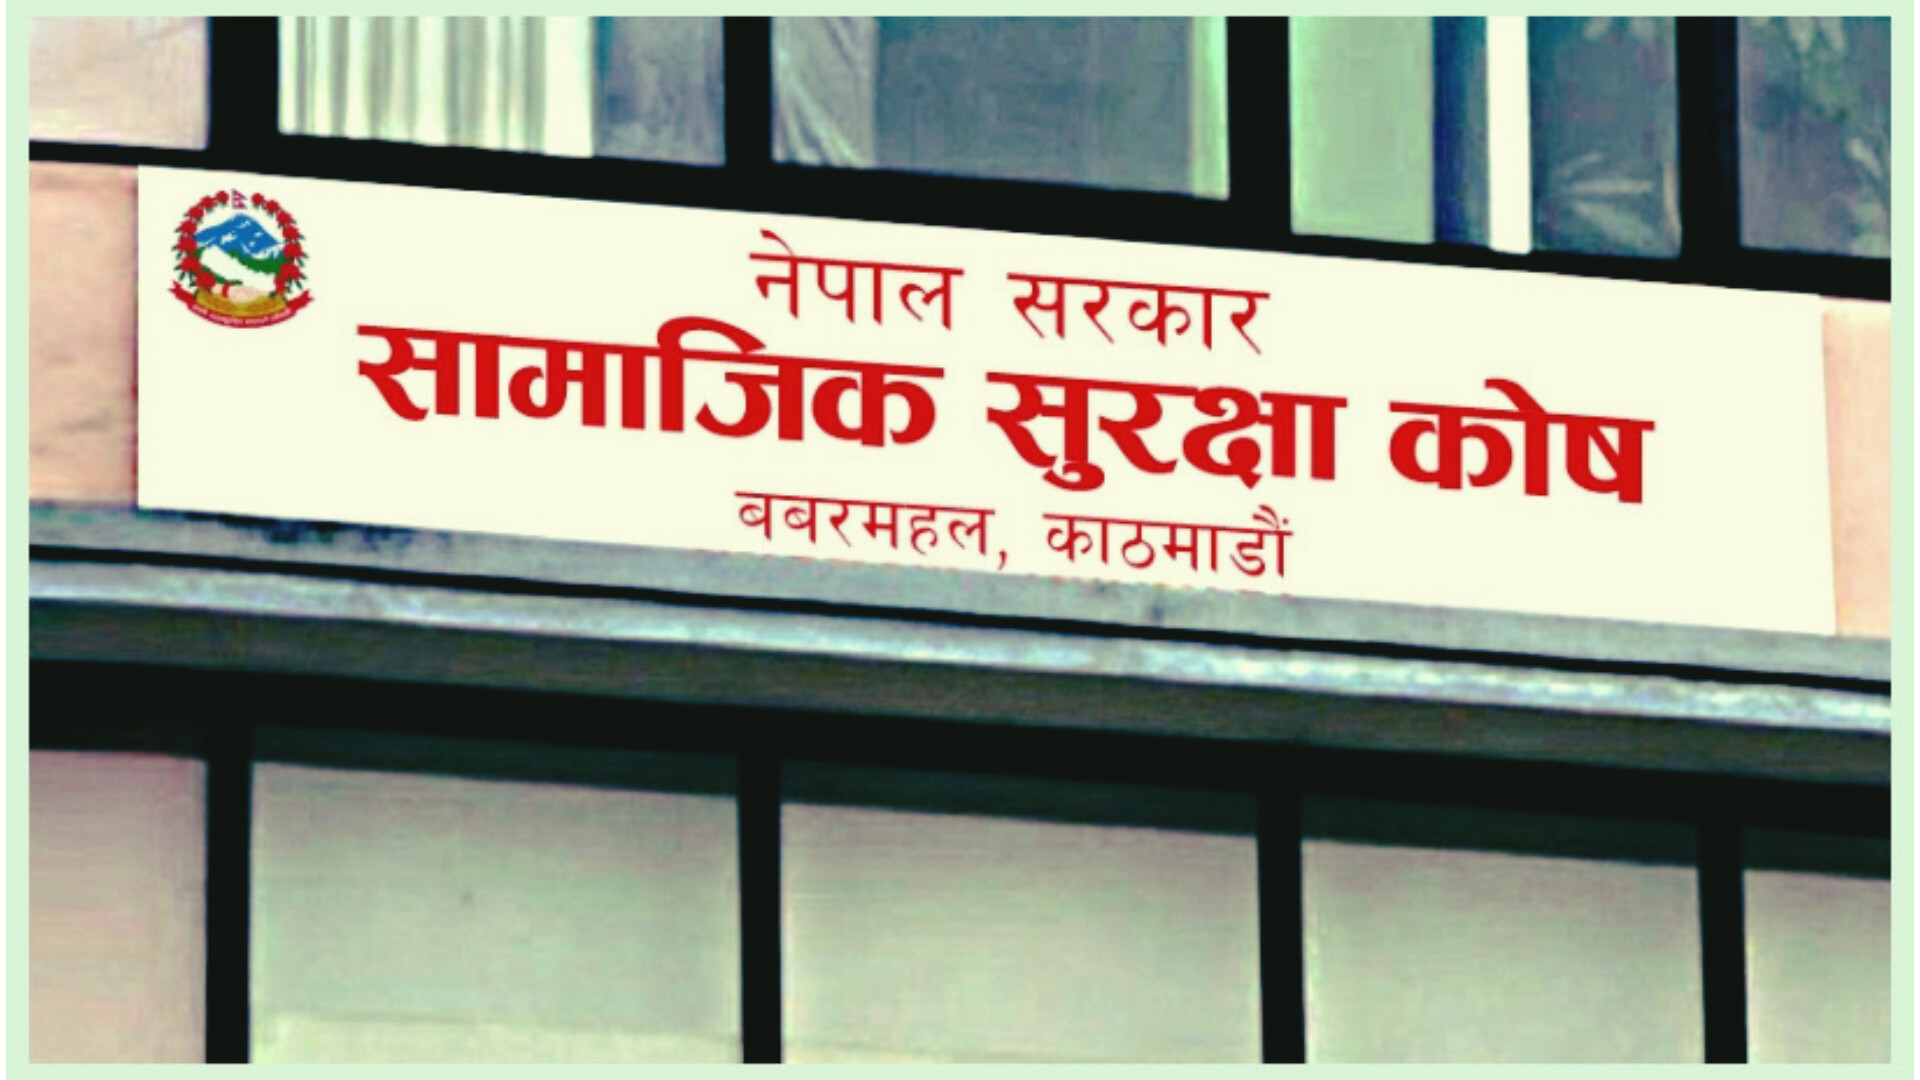 नेपाल सरकार
सामाजिक सुरक्षा कोष
बबरमहल, काठमाडौं